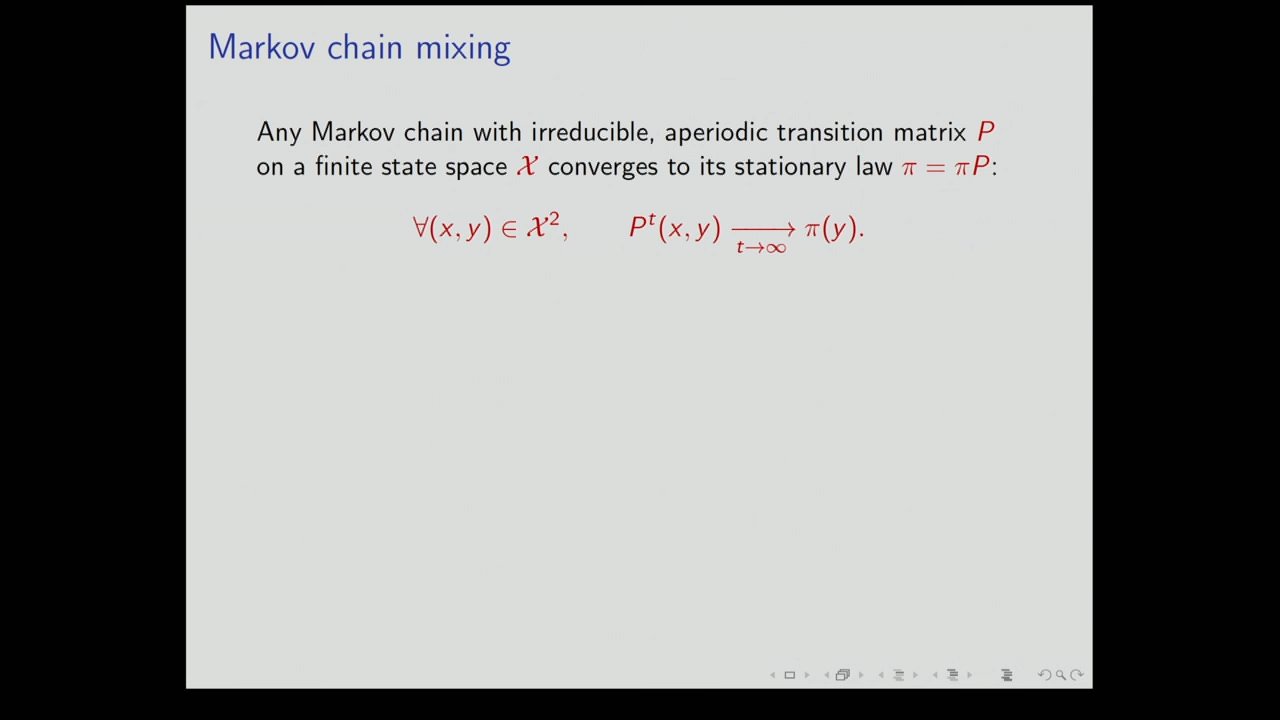 Markov chain mixing
Any Markov chain with irreducible, aperiodic transition matrix P
on a finite state space 𝒳 converges to its stationary law π = πP:
∀(x, y) ∈ 𝒳², Pᵗ(x, y) ⟶ π(y).
t→∞